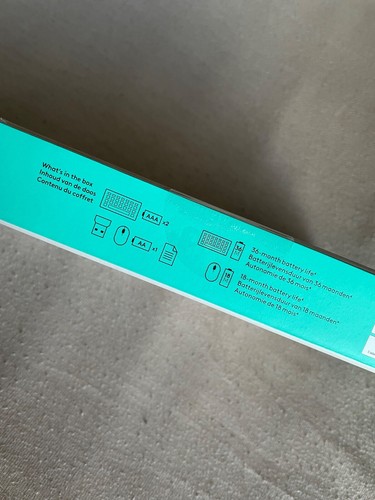 What's in the box
Inhoud van de doos
Contenu du coffret
AAA x2
AA x1
36
36-month battery life*
Batterijlevensduur van 36 maanden*
Autonomie de 36 mois*
18
18-month battery life*
Batterijlevensduur van 18 maanden*
Autonomie de 18 mois*